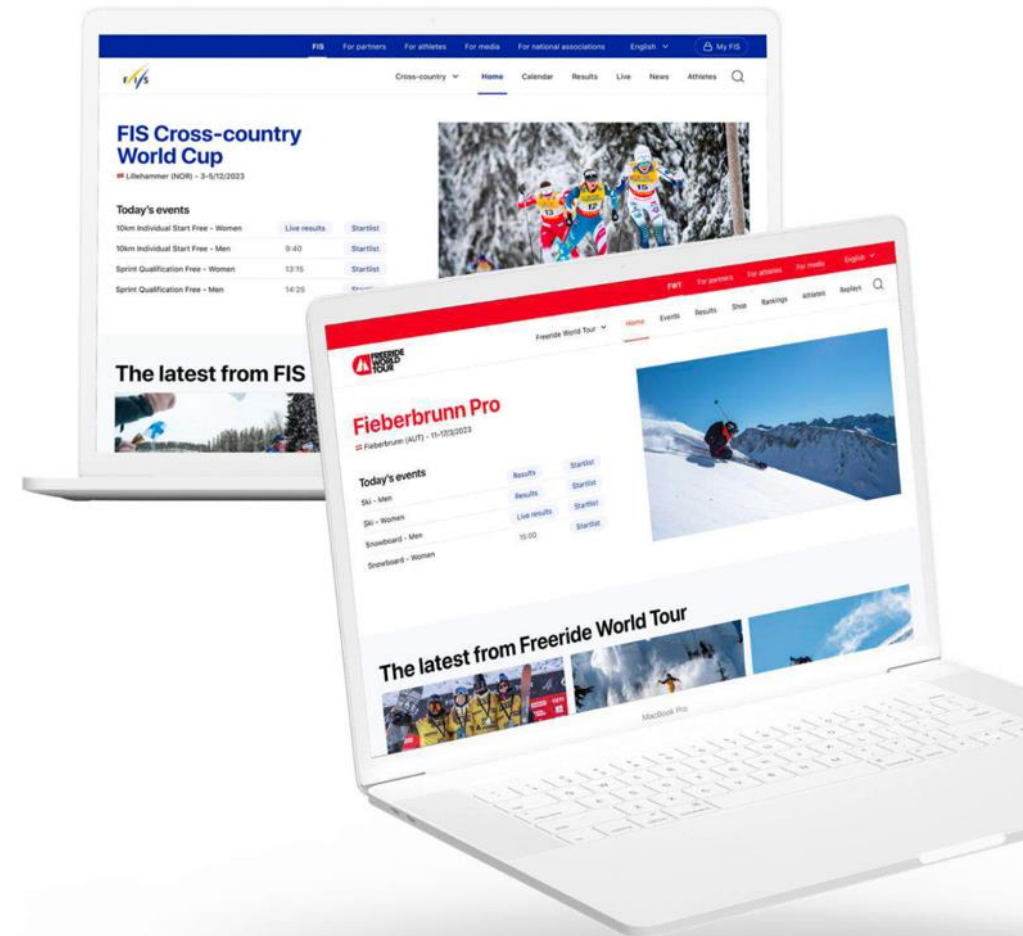 FIS For partners For athletes For media For national associations English My FIS
F/I/S
Cross-country Home Calendar Results Live News Athletes
FIS Cross-country
World Cup
Lillehammer (NOR) - 3-5/12/2023
Today's events
10km Individual Start Free - Women Live results Startlist
10km Individual Start Free - Men 9:40 Startlist
Sprint Qualification Free - Women 13:15 Startlist
Sprint Qualification Free - Men 14:25
The latest from FIS
13
12
15
FWT For partners For athletes For media English
FREERIDE
WORLD
TOUR
Freeride World Tour Home Events Results Shop Rankings Athletes Replays
Fieberbrunn Pro
Fieberbrunn (AUT) - 11-17/3/2023
Today's events
Ski - Men Results Startlist
Ski - Women Results Startlist
Snowboard - Men Live results Startlist
Snowboard - Women 15:00 Startlist
The latest from Freeride World Tour
MacBook Pro